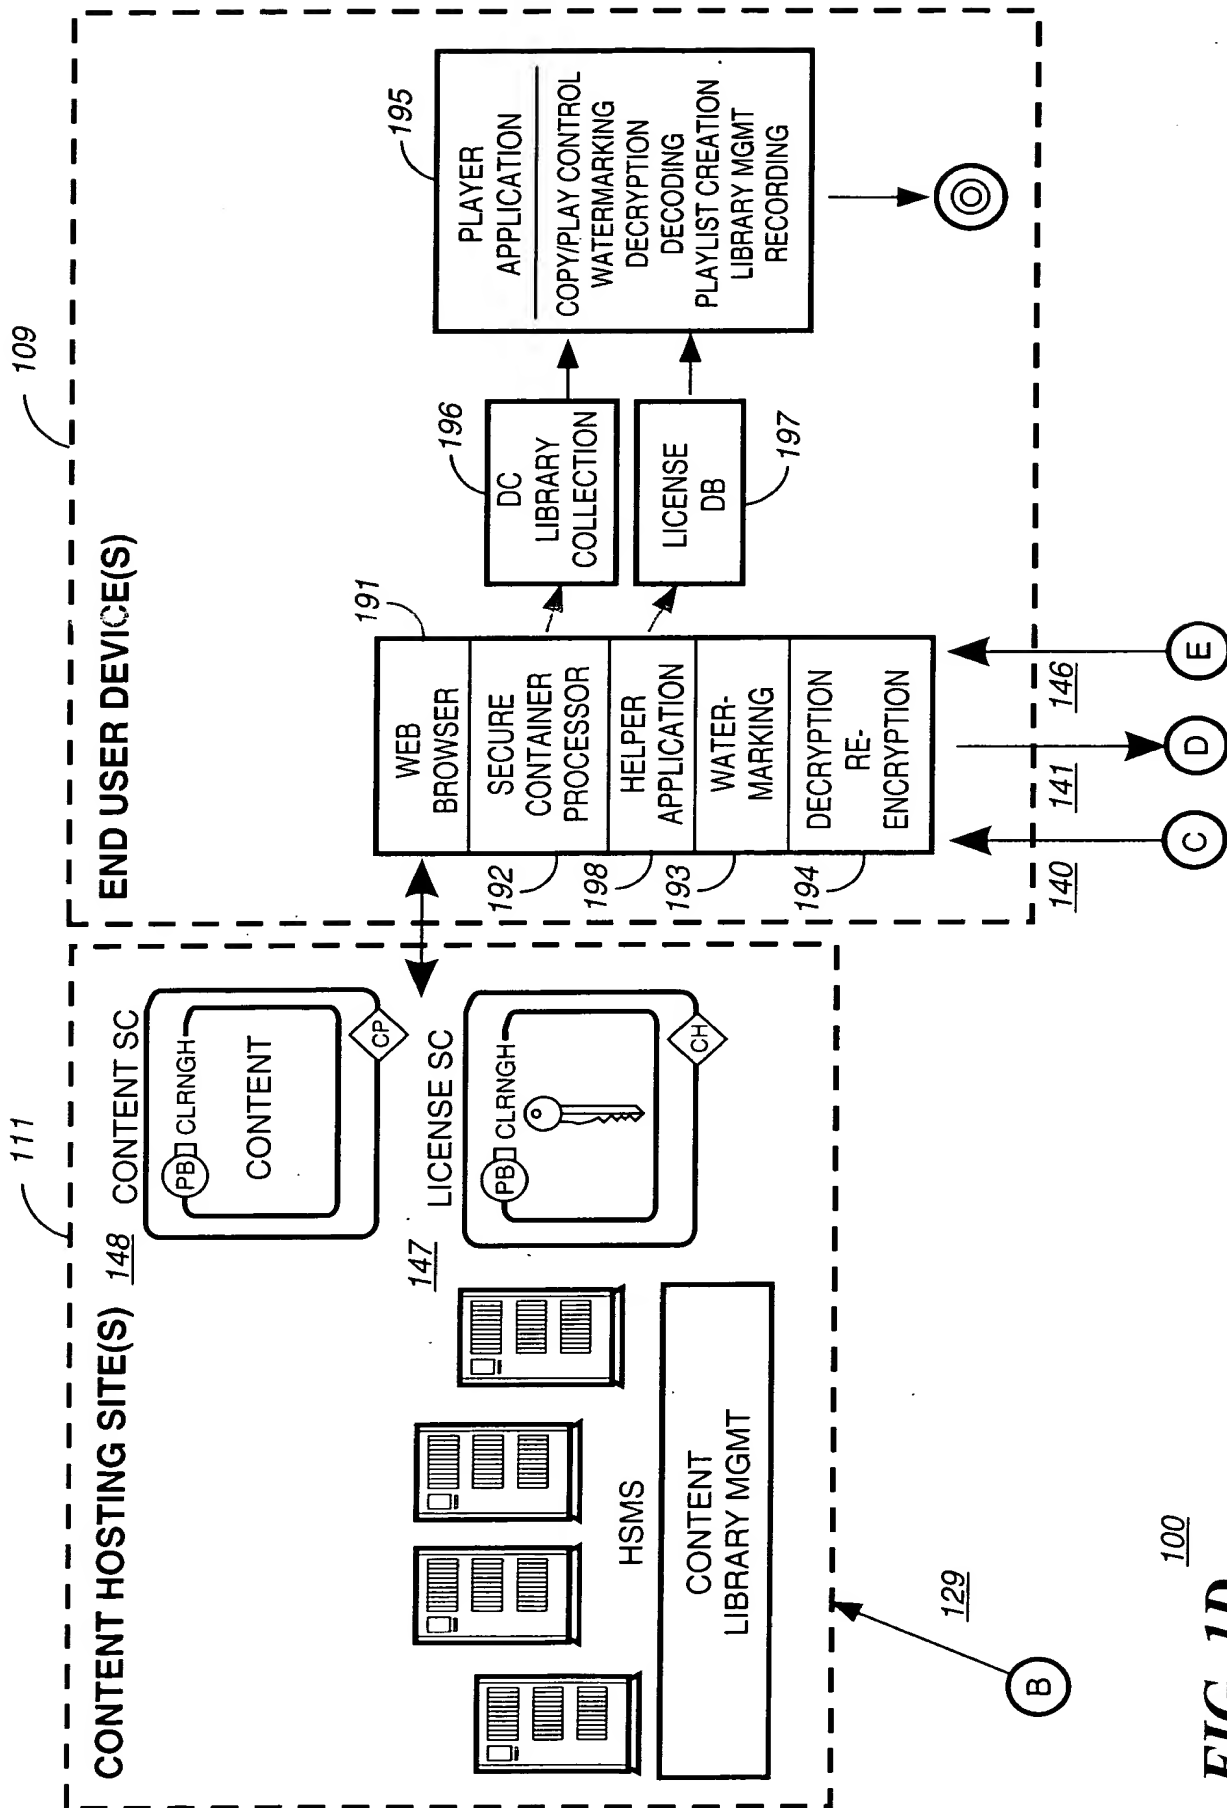 111
109
CONTENT HOSTING SITE(S)
148
CONTENT SC
PB
CLRNGH
CONTENT
CP
147
LICENSE SC
PB
CLRNGH
CH
HSMS
CONTENT
LIBRARY MGMT
129
B
END USER DEVICE(S)
191
WEB
BROWSER
192
SECURE
CONTAINER
PROCESSOR
198
HELPER
APPLICATION
193
WATER-
MARKING
194
DECRYPTION
RE-
ENCRYPTION
196
DC
LIBRARY
COLLECTION
LICENSE
DB
197
195
PLAYER
APPLICATION
COPY/PLAY CONTROL
WATERMARKING
DECRYPTION
DECODING
PLAYLIST CREATION
LIBRARY MGMT
RECORDING
140
141
146
C
D
E
100
FIG. 1D